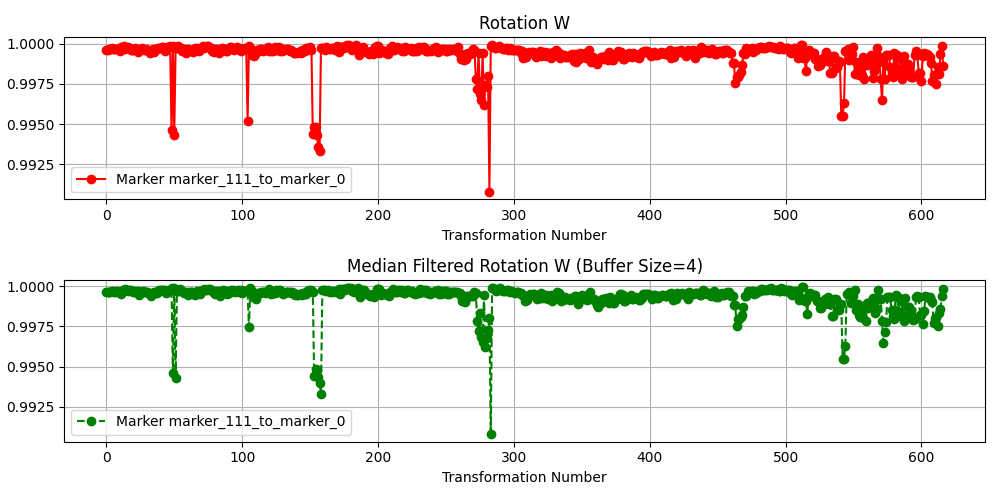 Rotation W
1.0000
0.9975
0.9950
0.9925
Marker marker_111_to_marker_0
0 100 200 300 400 500 600
Transformation Number
Median Filtered Rotation W (Buffer Size=4)
1.0000
0.9975
0.9950
0.9925
Marker marker_111_to_marker_0
0 100 200 300 400 500 600
Transformation Number